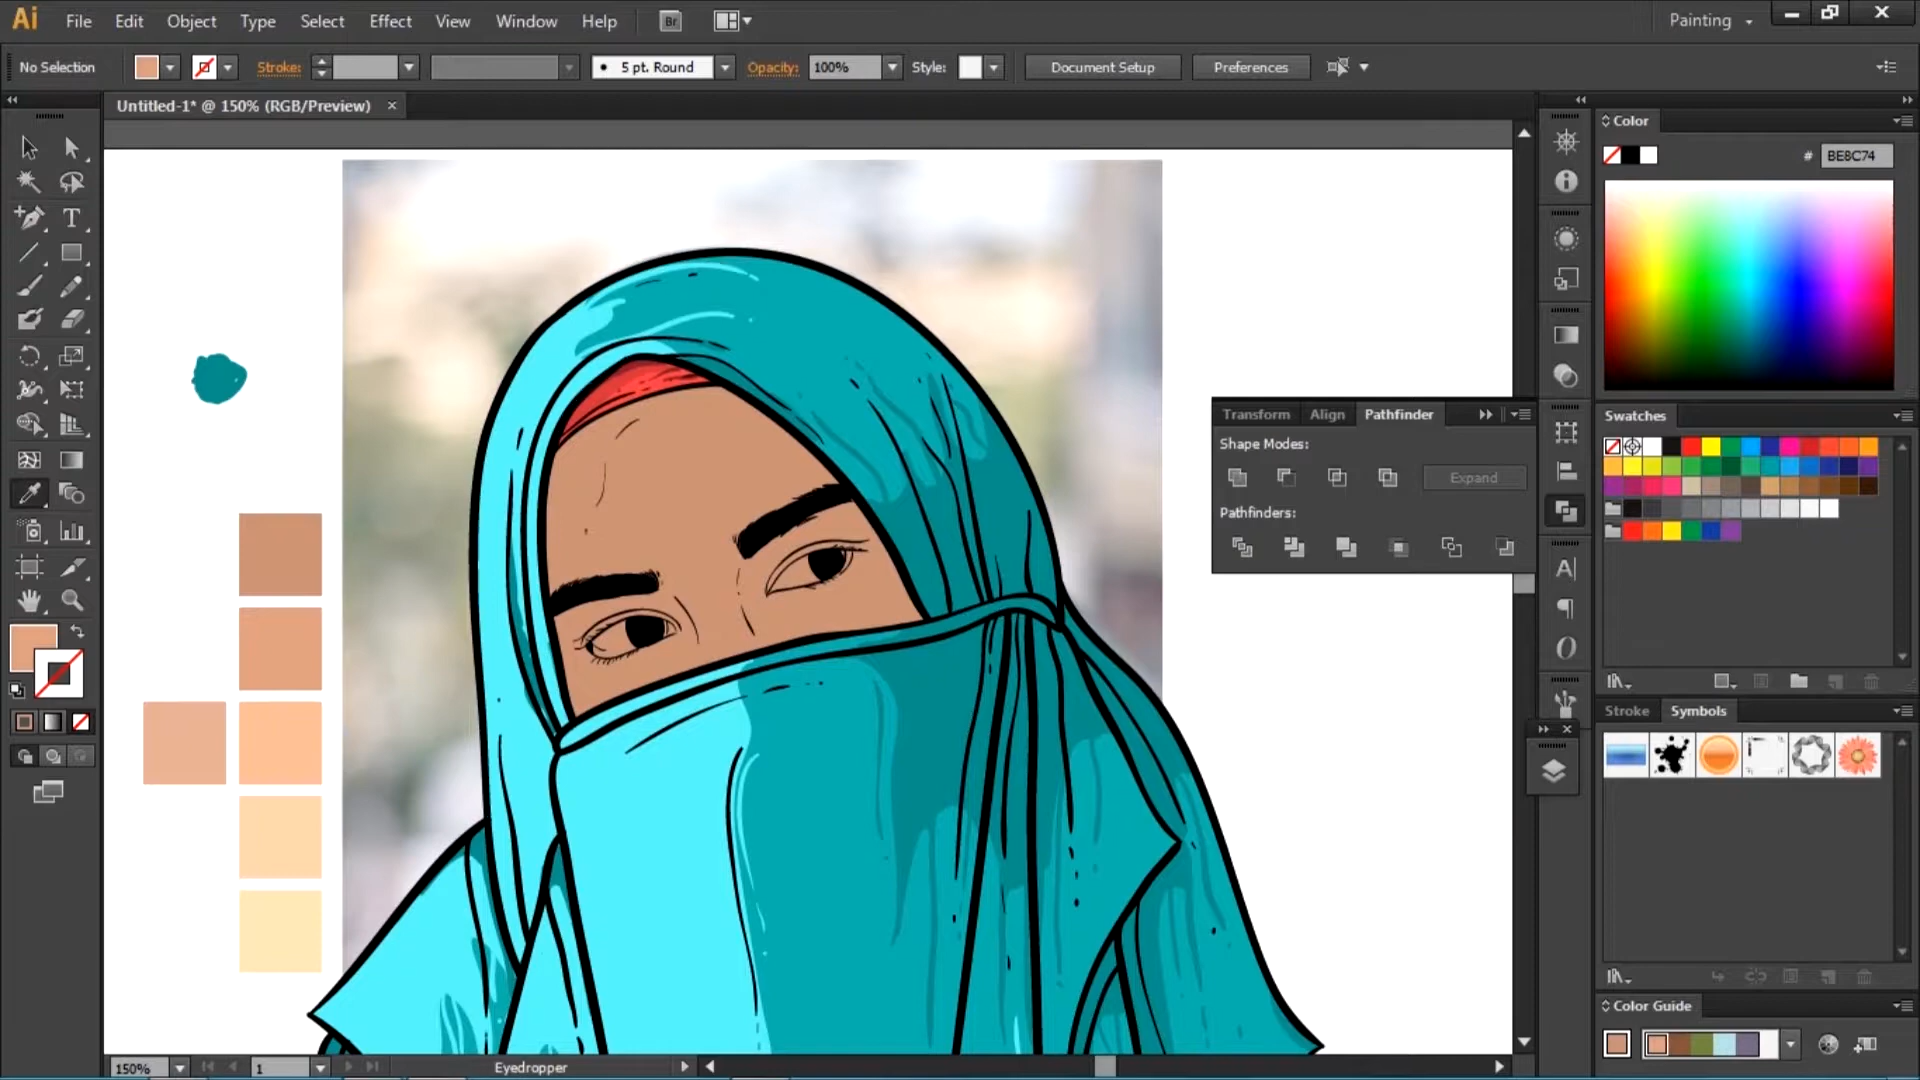 Ai File Edit Object Type Select Effect View Window Help Br Painting
No Selection Stroke: 5 pt. Round Opacity: 100% Style: Document Setup Preferences
Untitled-1* @ 150% (RGB/Preview)
Color
# BE8C74
Transform Align Pathfinder
Shape Modes:
Expand
Pathfinders:
Swatches
Stroke Symbols
Color Guide
150% 1 Eyedropper